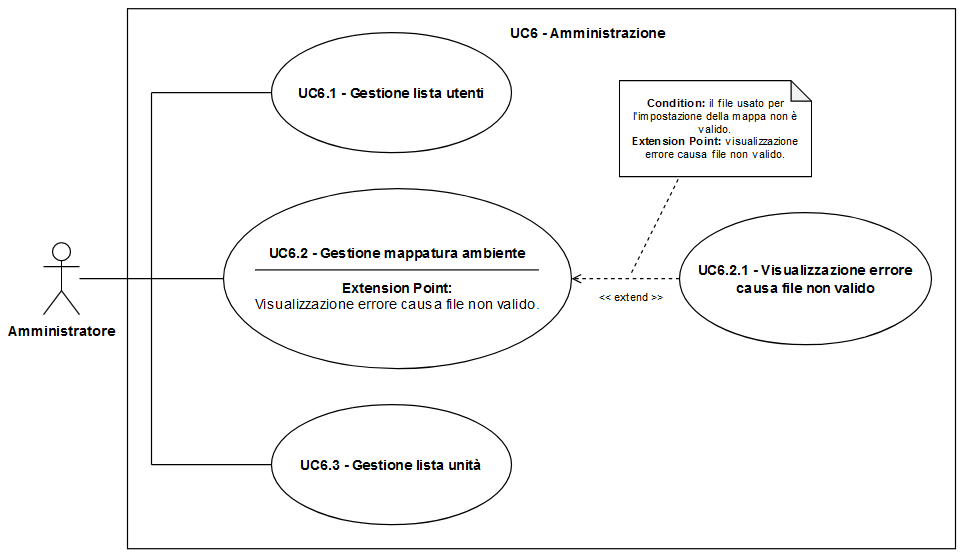 UC6 - Amministrazione
UC6.1 - Gestione lista utenti
Condition: il file usato per
l'impostazione della mappa non è
valido.
Extension Point: visualizzazione
errore causa file non valido.
UC6.2 - Gestione mappatura ambiente
Extension Point:
Visualizzazione errore causa file non valido.
<< extend >>
UC6.2.1 - Visualizzazione errore
causa file non valido
Amministratore
UC6.3 - Gestione lista unità